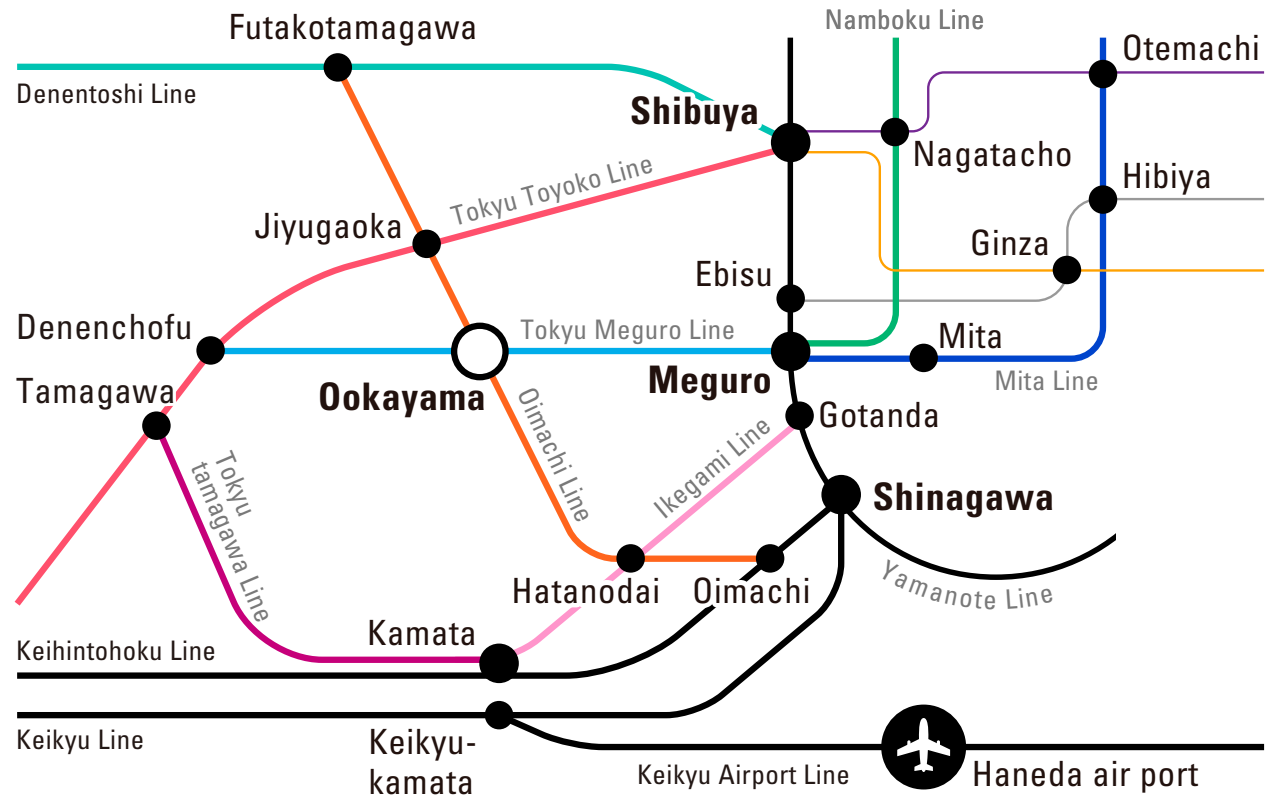 Namboku Line
Futakotamagawa
Otemachi
Denentoshi Line
Shibuya
Nagatacho
Hibiya
Tokyu Toyoko Line
Jiyugaoka
Ginza
Ebisu
Denenchofu
Tokyu Meguro Line
Mita
Meguro
Mita Line
Tamagawa
Ookayama
Gotanda
Oimachi Line
Ikegami Line
Tokyu
tamagawa Line
Shinagawa
Hatanodai
Oimachi
Yamanote Line
Kamata
Keihintohoku Line
Keikyu Line
Keikyu-
kamata
Keikyu Airport Line
Haneda air port